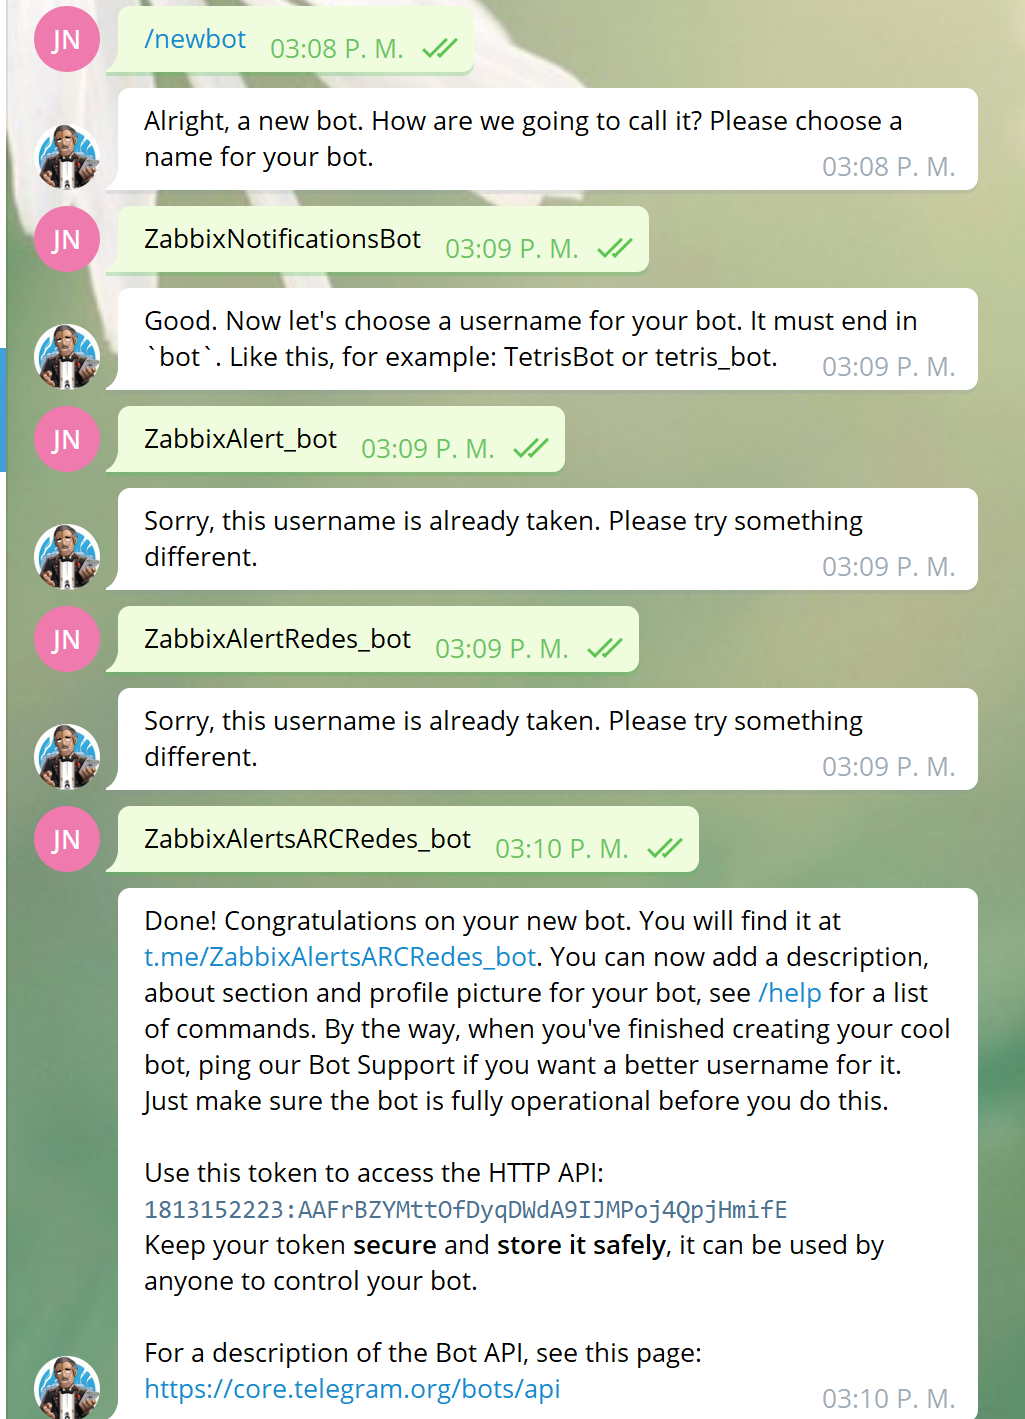 JN
/newbot 03:08 P. M.
Alright, a new bot. How are we going to call it? Please choose a
name for your bot.
03:08 P. M.
JN
ZabbixNotificationsBot 03:09 P. M.
Good. Now let's choose a username for your bot. It must end in
`bot`. Like this, for example: TetrisBot or tetris_bot.
03:09 P. M.
JN
ZabbixAlert_bot 03:09 P. M.
Sorry, this username is already taken. Please try something
different.
03:09 P. M.
JN
ZabbixAlertRedes_bot 03:09 P. M.
Sorry, this username is already taken. Please try something
different.
03:09 P. M.
JN
ZabbixAlertsARCRedes_bot 03:10 P. M.
Done! Congratulations on your new bot. You will find it at
t.me/ZabbixAlertsARCRedes_bot. You can now add a description,
about section and profile picture for your bot, see /help for a list
of commands. By the way, when you've finished creating your cool
bot, ping our Bot Support if you want a better username for it.
Just make sure the bot is fully operational before you do this.
Use this token to access the HTTP API:
1813152223:AAFrBZYMttOfDyqDWdA9IJMPoj4QpjHmifE
Keep your token secure and store it safely, it can be used by
anyone to control your bot.
For a description of the Bot API, see this page:
https://core.telegram.org/bots/api
03:10 P. M.